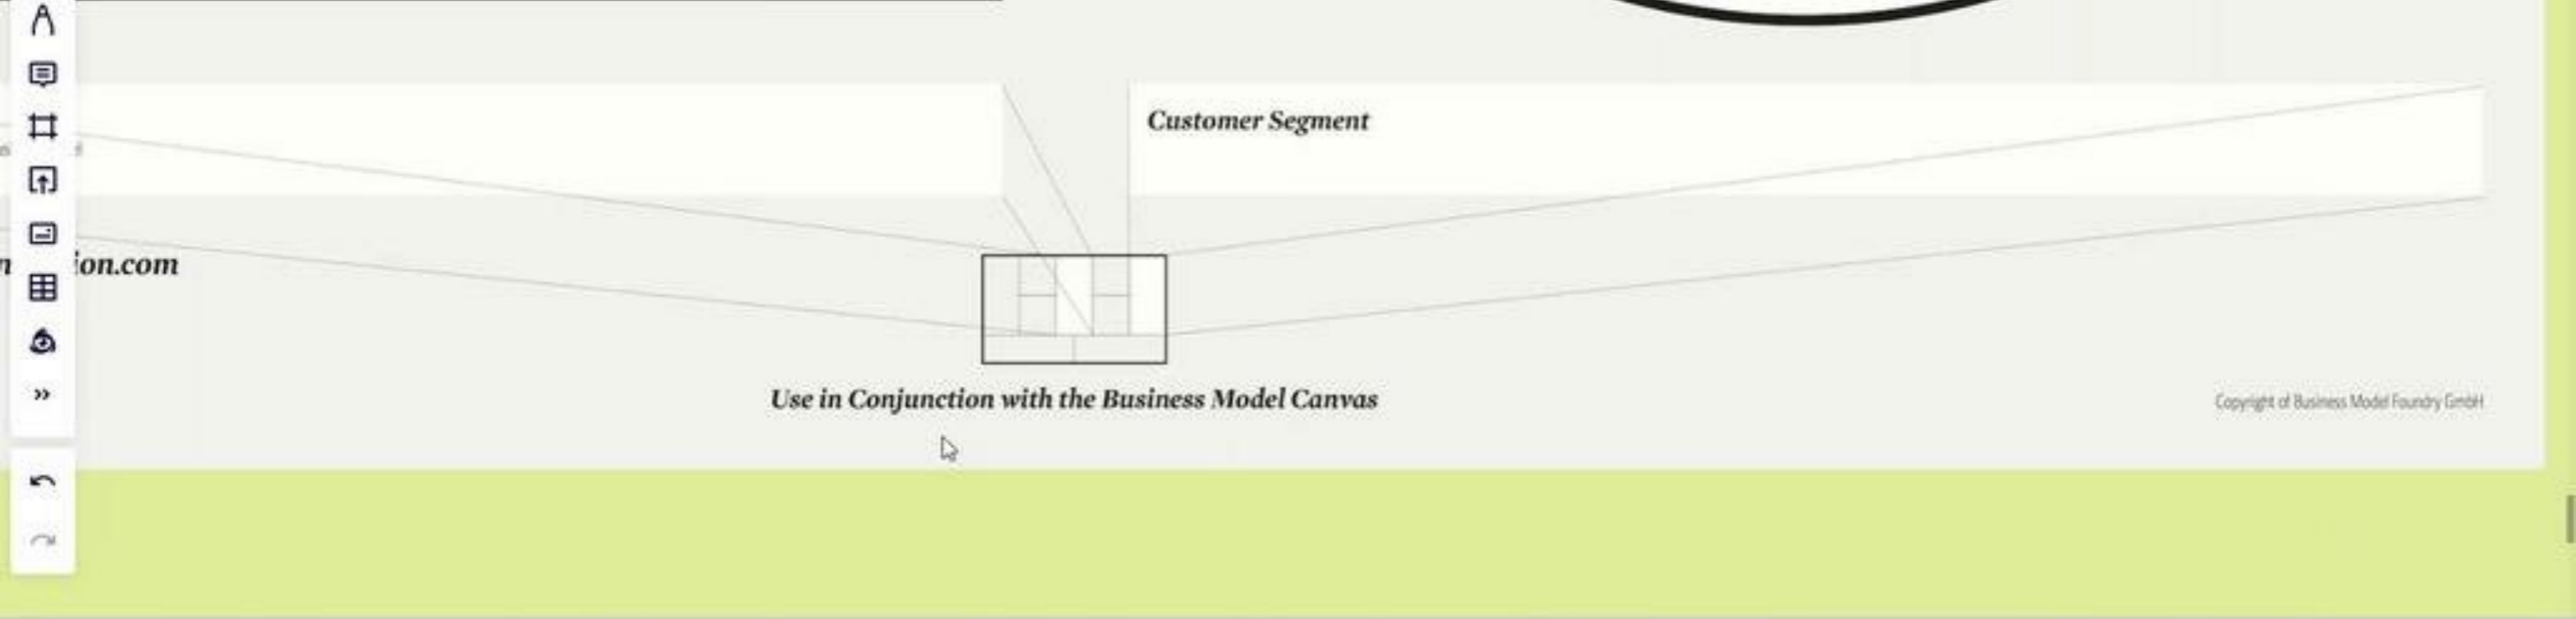 Customer Segment
ion.com
Use in Conjunction with the Business Model Canvas
Copyright of Business Model Foundry GmbH